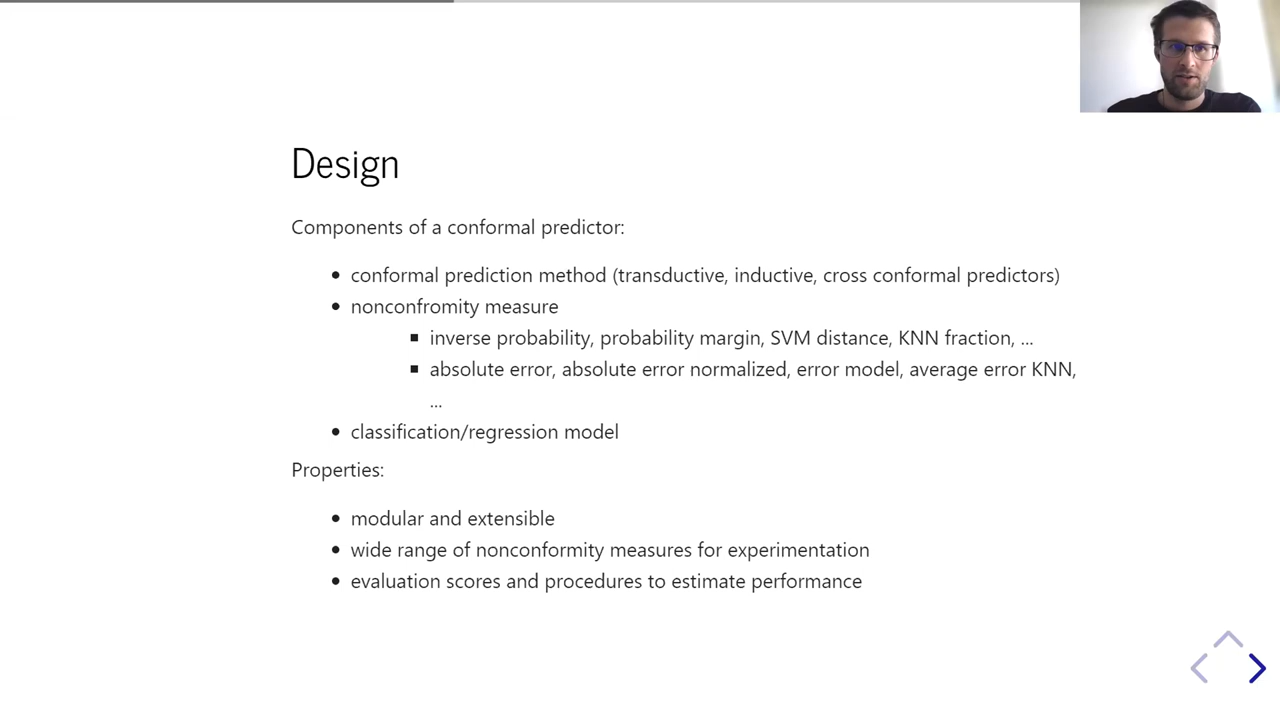 Design
Components of a conformal predictor:
• conformal prediction method (transductive, inductive, cross conformal predictors)
• nonconfromity measure
▪ inverse probability, probability margin, SVM distance, KNN fraction, ...
▪ absolute error, absolute error normalized, error model, average error KNN,
...
• classification/regression model
Properties:
• modular and extensible
• wide range of nonconformity measures for experimentation
• evaluation scores and procedures to estimate performance